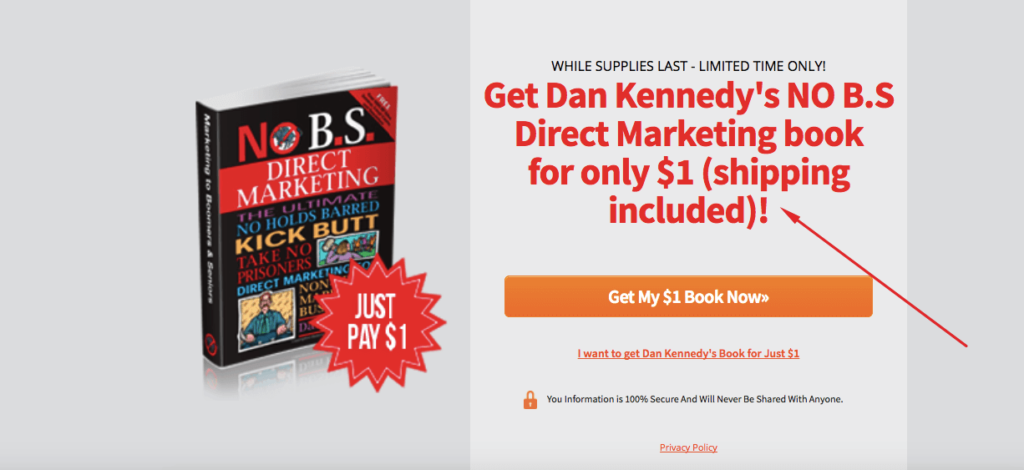 WHILE SUPPLIES LAST - LIMITED TIME ONLY!
Get Dan Kennedy's NO B.S
Direct Marketing book
for only $1 (shipping
included)!
Get My $1 Book Now»
I want to get Dan Kennedy's Book for Just $1
You Information is 100% Secure And Will Never Be Shared With Anyone.
Privacy Policy
Marketing to Boomers & Seniors
FREE
NO B.S.
DIRECT
MARKETING
THE ULTIMATE
NO HOLDS BARRED
KICK BUTT
TAKE NO
PRISONERS
DIRECT MARKETING
NON
MA
BUS
Da
JUST
PAY $1